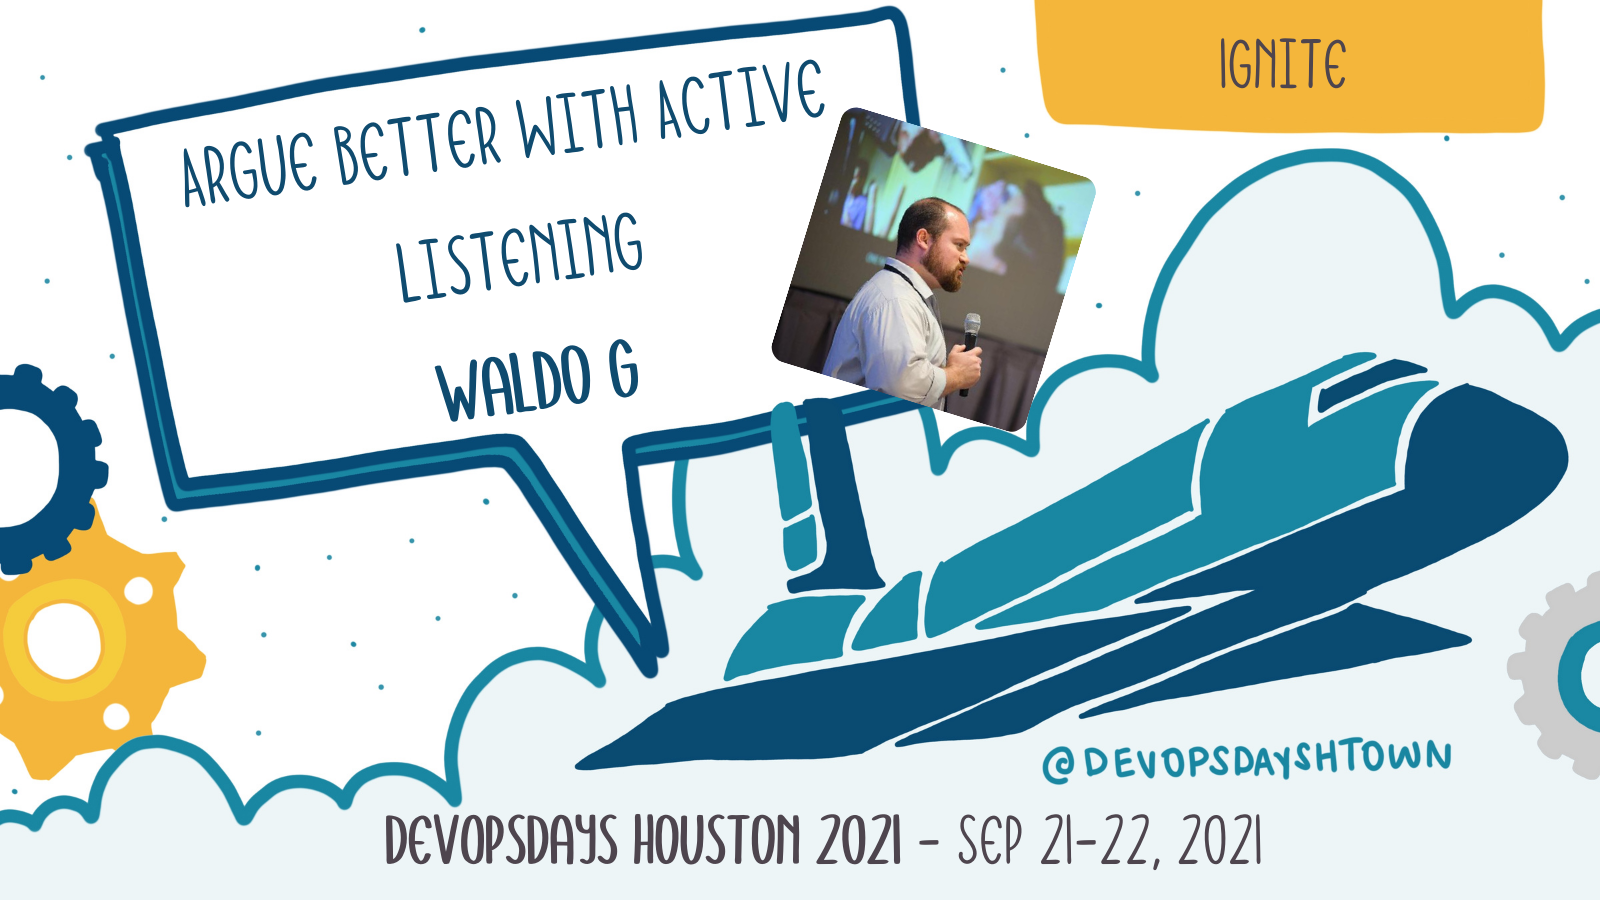 IGNITE
ARGUE BETTER WITH ACTIVE
LISTENING
WALDO G
@DEVOPSDAYSHTOWN
DEVOPSDAYS HOUSTON 2021 - SEP 21-22, 2021